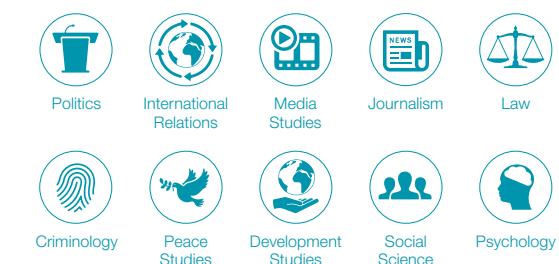 Politics
International
Relations
Media
Studies
NEWS
Journalism
Law
Criminology
Peace
Studies
Development
Studies
Social
Science
Psychology